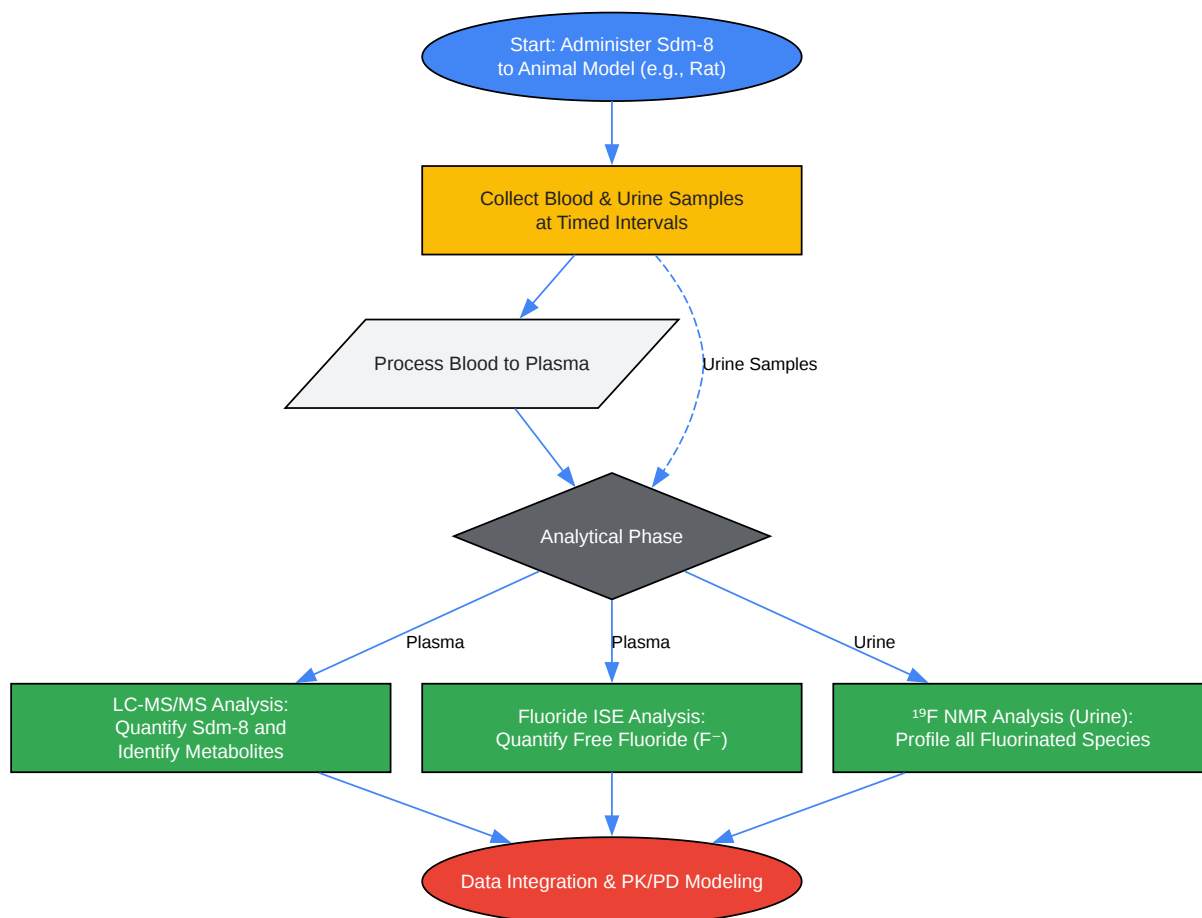 Start: Administer Sdm-8
to Animal Model (e.g., Rat)
Collect Blood & Urine Samples
at Timed Intervals
Process Blood to Plasma
Urine Samples
Analytical Phase
Plasma
Plasma
Urine
LC-MS/MS Analysis:
Quantify Sdm-8 and
Identify Metabolites
Fluoride ISE Analysis:
Quantify Free Fluoride (F⁻)
¹⁹F NMR Analysis (Urine):
Profile all Fluorinated Species
Data Integration & PK/PD Modeling